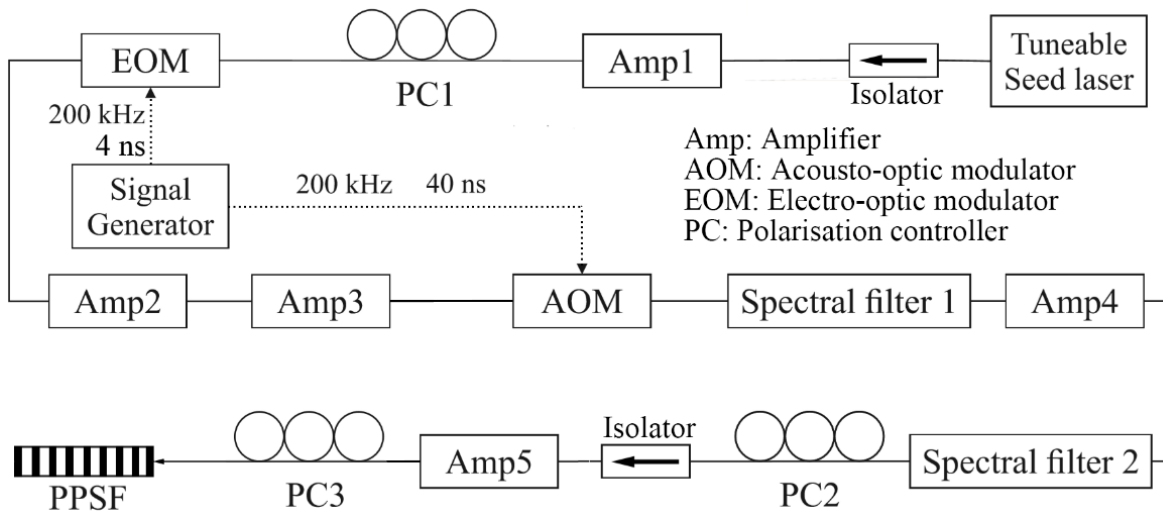 EOM
PC1
Amp1
Isolator
Tuneable
Seed laser
200 kHz
4 ns
Signal
Generator
200 kHz 40 ns
Amp: Amplifier
AOM: Acousto-optic modulator
EOM: Electro-optic modulator
PC: Polarisation controller
Amp2
Amp3
AOM
Spectral filter 1
Amp4
PPSF
PC3
Amp5
Isolator
PC2
Spectral filter 2